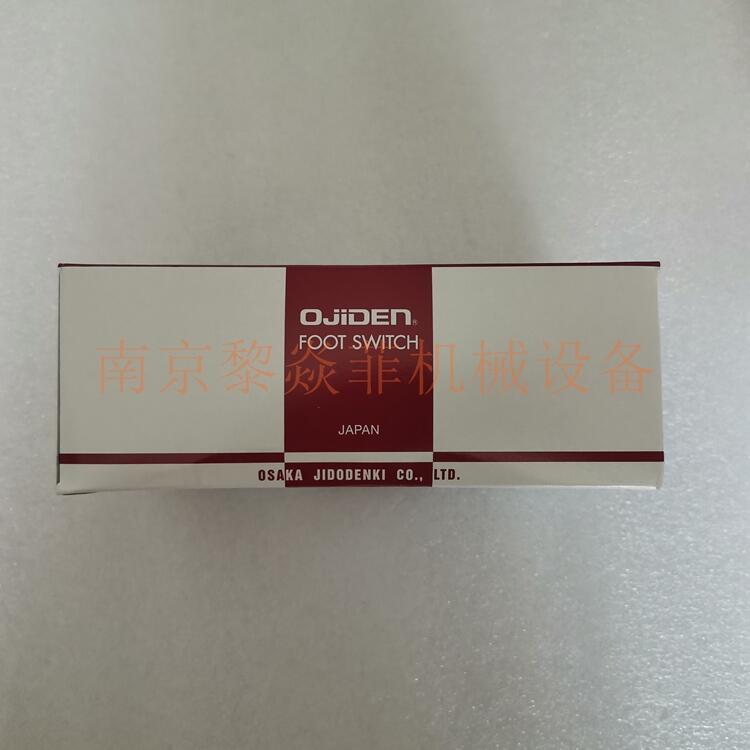 OJIDEN®
FOOT SWITCH
南京黎焱菲机械设备
JAPAN
OSAKA JIDODENKI CO., LTD.